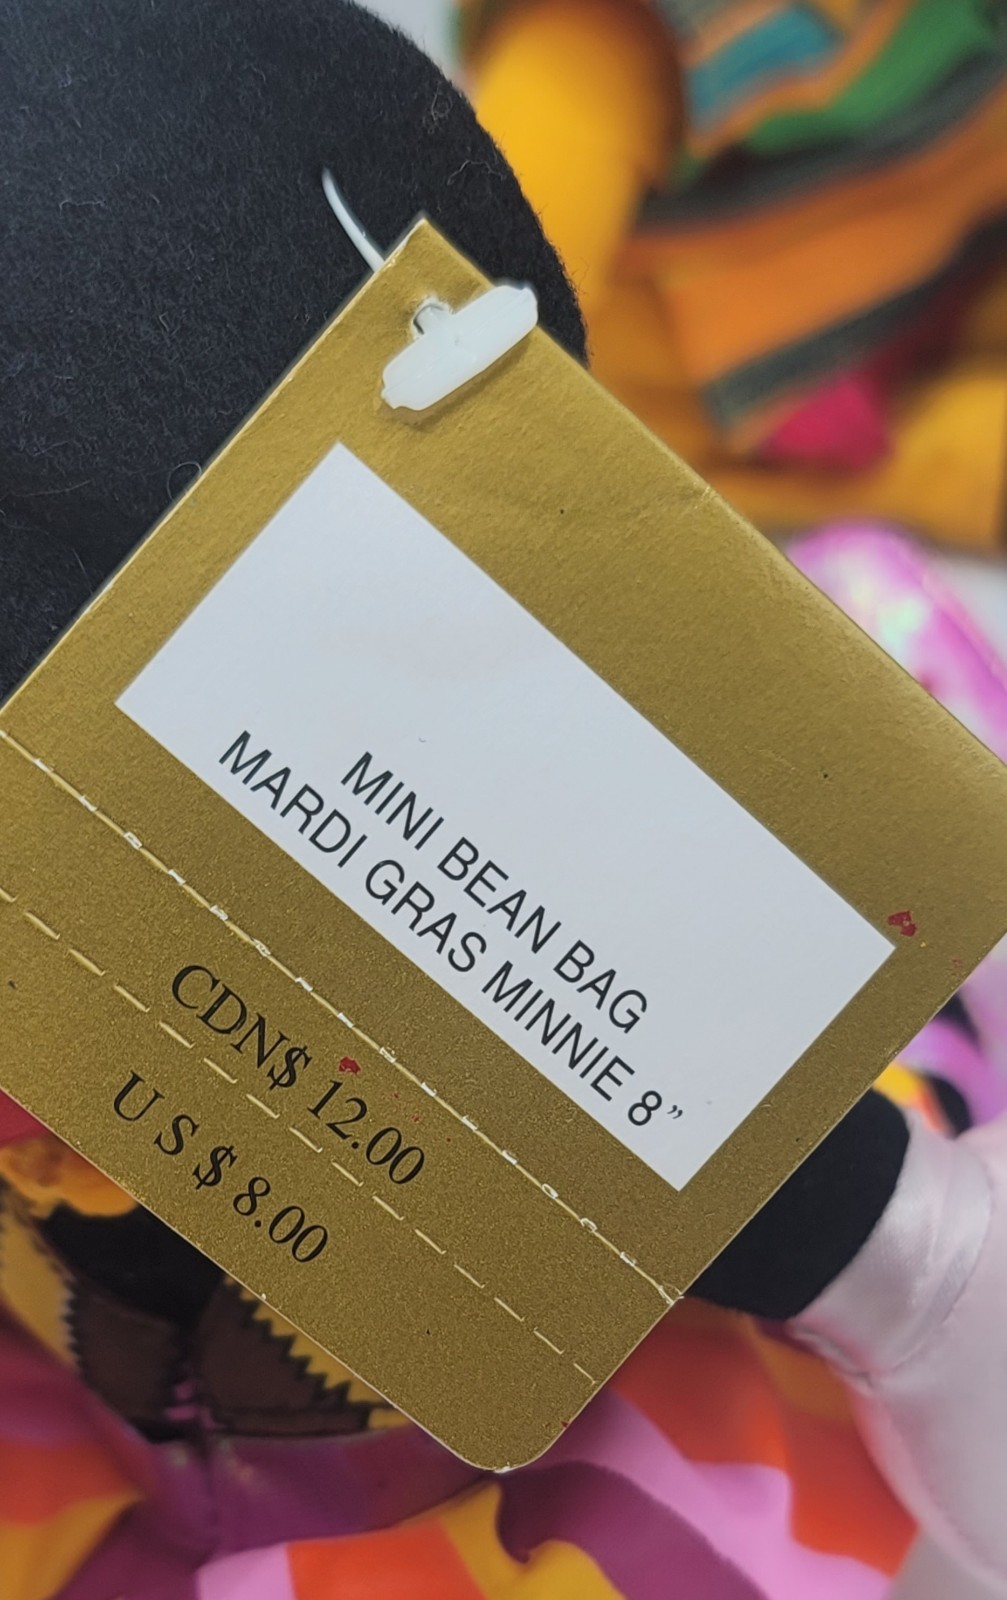 MINI BEAN BAG
MARDI GRAS MINNIE 8”
CDN$ 12.00
U S $ 8.00